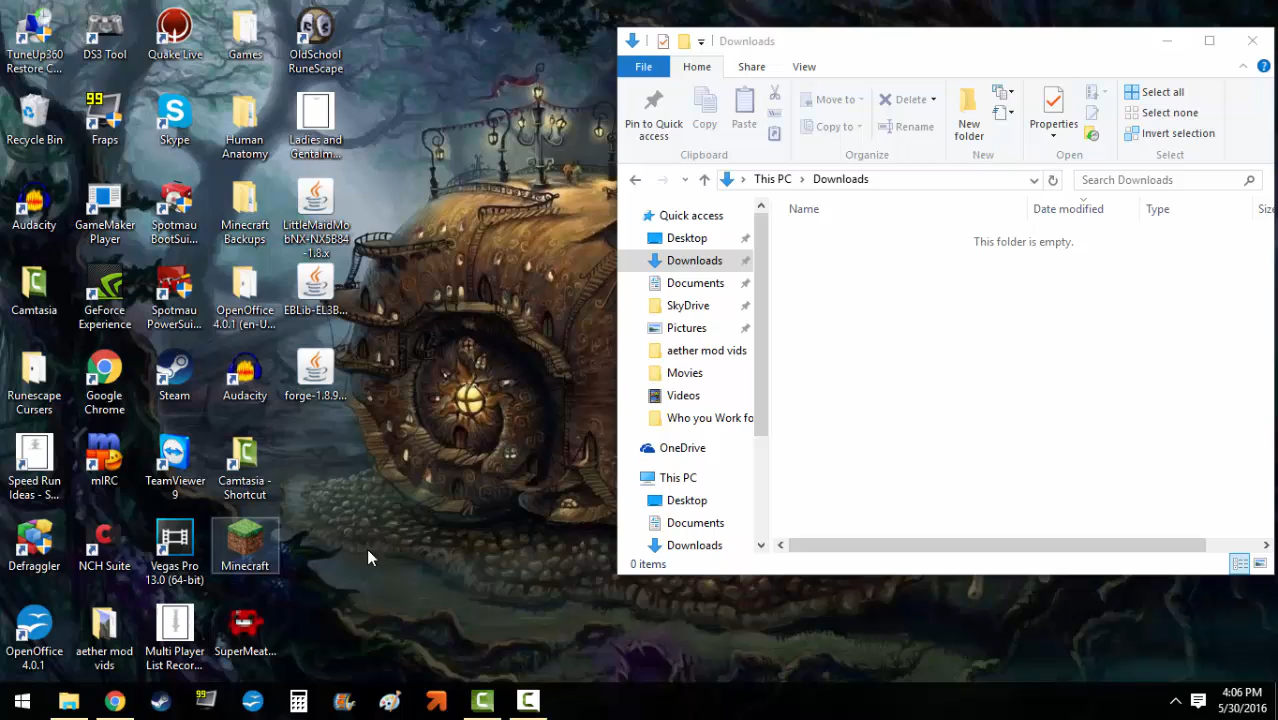 TuneUp360
Restore C...
DS3 Tool
Quake Live
Games
OldSchool
RuneScape
Recycle Bin
99
Fraps
Skype
Human
Anatomy
Ladies and
Gentalm...
Audacity
GameMaker
Player
Spotmau
BootSui...
Minecraft
Backups
LittleMaidMo
bNX-NX5B84
-1.8.x
Camtasia
GeForce
Experience
Spotmau
PowerSui...
OpenOffice
4.0.1 (en-U...
EBLib-EL3B...
Runescape
Cursers
Google
Chrome
Steam
Audacity
forge-1.8.9...
Speed Run
Ideas - S...
mIRC
TeamViewer
9
Camtasia -
Shortcut
Defraggler
NCH Suite
Vegas Pro
13.0 (64-bit)
Minecraft
OpenOffice
4.0.1
aether mod
vids
Multi Player
List Recor...
SuperMeat...
Downloads
File Home Share View
Pin to Quick
access
Copy
Paste
Clipboard
Move to
Copy to
Delete
Rename
Organize
New
folder
New
Properties
Open
Select all
Select none
Invert selection
Select
This PC Downloads
Search Downloads
Name Date modified Type Size
This folder is empty.
Quick access
Desktop
Downloads
Documents
SkyDrive
Pictures
aether mod vids
Movies
Videos
Who you Work fo
OneDrive
This PC
Desktop
Documents
Downloads
0 items
99
4:06 PM
5/30/2016